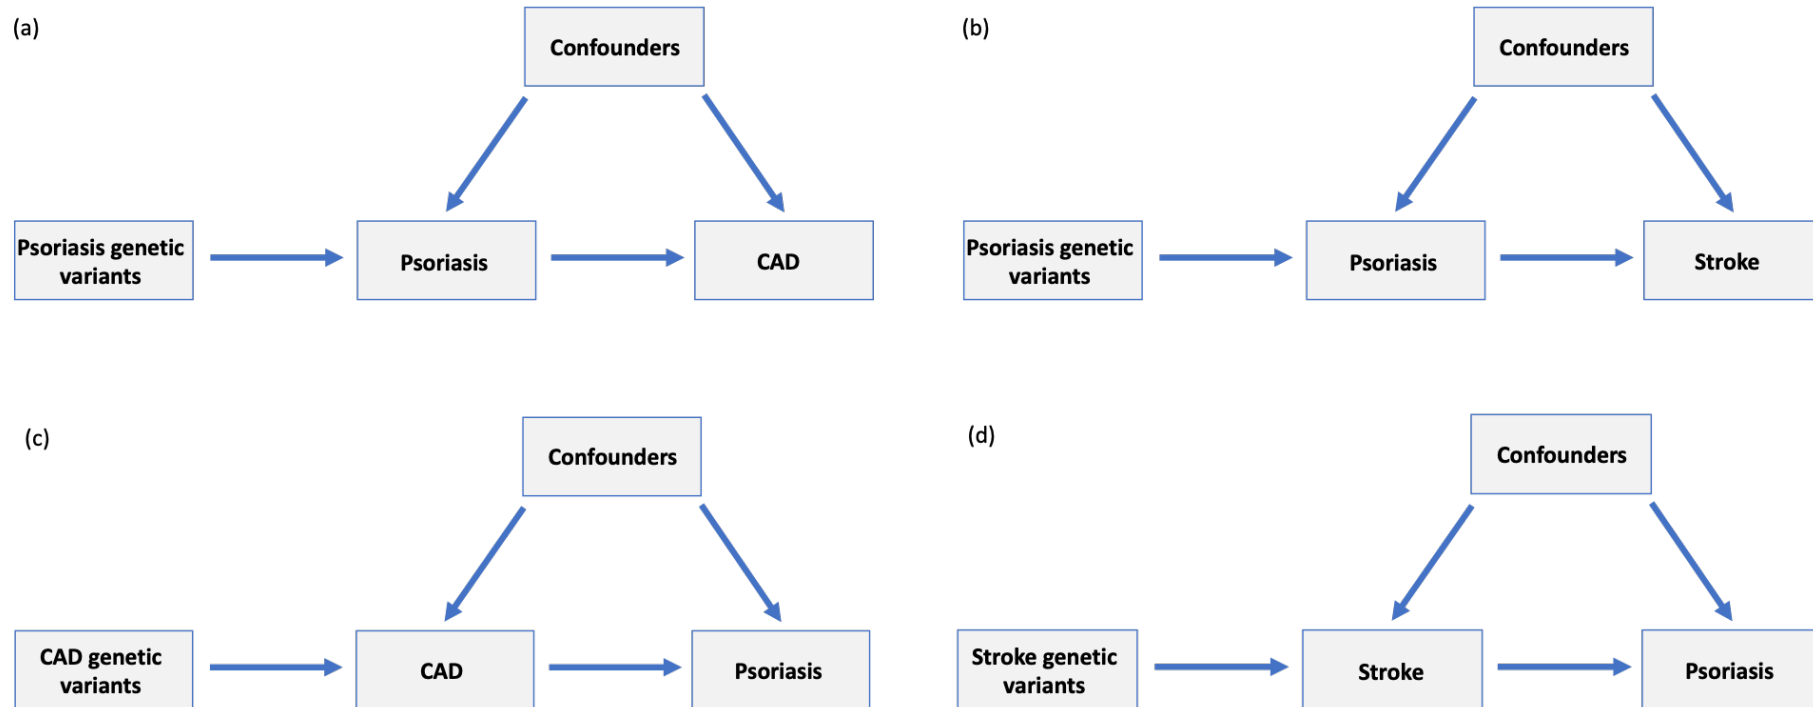 (a)
Confounders
Psoriasis genetic
variants
Psoriasis
CAD
(b)
Confounders
Psoriasis genetic
variants
Psoriasis
Stroke
(c)
Confounders
CAD genetic
variants
CAD
Psoriasis
(d)
Confounders
Stroke genetic
variants
Stroke
Psoriasis